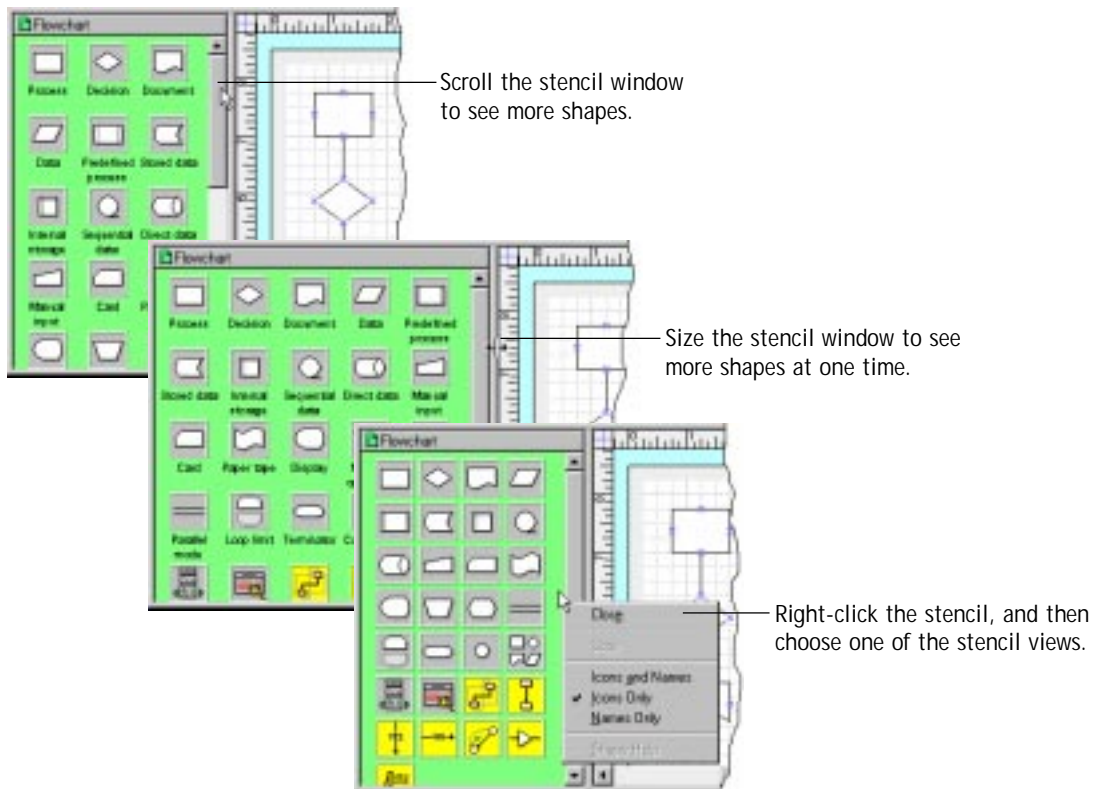 Flowchart
Process Decision Document
Scroll the stencil window
to see more shapes.
Data Predefined process Stored data
Internal storage Sequential data Direct data
Manual input Card
Flowchart
Process Decision Document Data Predefined process
Size the stencil window to see
more shapes at one time.
Stored data Internal storage Sequential data Direct data Manual input
Card Paper tape Display
Parallel mode Loop limit Terminator
Flowchart
Right-click the stencil, and then
choose one of the stencil views.
Close
Icons and Names
Icons Only
Names Only